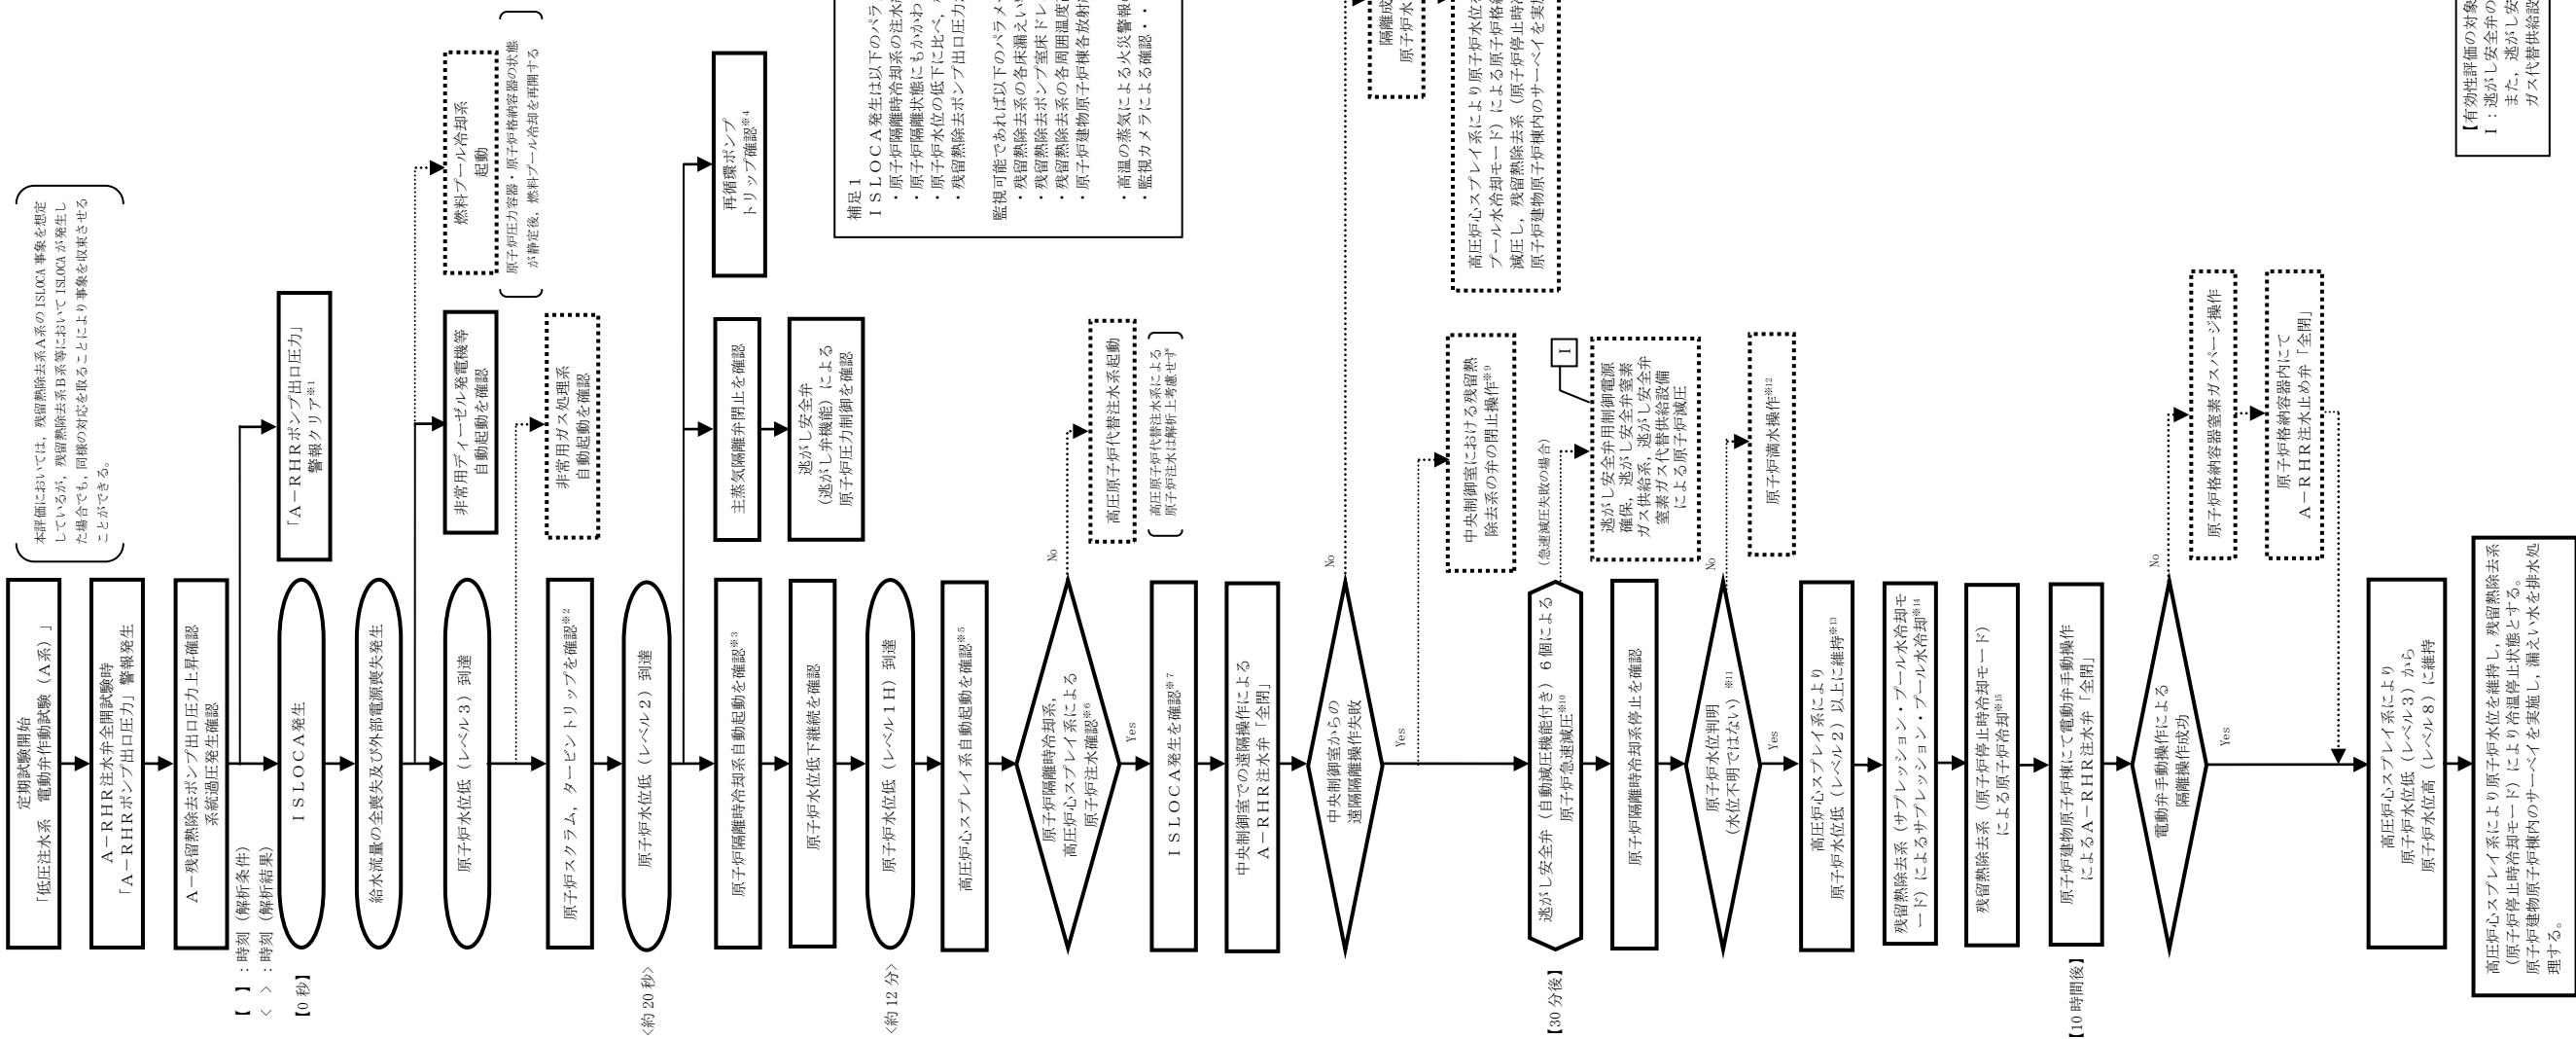 定期試験開始
「低圧注水系　電動弁作動試験（Ａ系）」
Ａ－ＲＨＲ注水弁全開試験時
「Ａ－ＲＨＲポンプ出口圧力」警報発生
Ａ－残留熱除去ポンプ出口圧力上昇確認
系統過圧発生確認
本評価においては，残留熱除去系Ａ系の ISLOCA 事象を想定
しているが，残留熱除去系Ｂ系等において ISLOCA が発生し
た場合でも，同様の対応を取ることにより事象を収束させる
ことができる。
【　】：時刻（解析条件）
＜　＞：時刻（解析結果）
【0 秒】
ＩＳＬＯＣＡ発生
「Ａ－ＲＨＲポンプ出口圧力」
警報クリア※1
給水流量の全喪失及び外部電源喪失発生
原子炉水位低（レベル３）到達
非常用ディーゼル発電機等
自動起動を確認
燃料プール冷却系
起動
原子炉圧力容器・原子炉格納容器の状態
が静定後，燃料プール冷却を再開する
原子炉スクラム，タービントリップを確認※2
非常用ガス処理系
自動起動を確認
＜約 20 秒＞
原子炉水位低（レベル２）到達
原子炉隔離時冷却系自動起動を確認※3
主蒸気隔離弁閉止を確認
再循環ポンプ
トリップ確認※4
原子炉水位低下継続を確認
逃がし安全弁
（逃がし弁機能）による
原子炉圧力制御を確認
＜約 12 分＞
原子炉水位低（レベル１Ｈ）到達
高圧炉心スプレイ系自動起動を確認※5
補足１
ＩＳＬＯＣＡ発生は以下のパラ
・原子炉隔離時冷却系の注水
・原子炉隔離状態にもかかわ
・原子炉水位の低下に比べ，
・残留熱除去ポンプ出口圧力
監視可能であれば以下のパラメ
・残留熱除去系の各床漏えい
・残留熱除去ポンプ室床ドレ
・残留熱除去系の各周囲温度
・原子炉建物原子炉棟各放射
・高温の蒸気による火災警報
・監視カメラによる確認・・
原子炉隔離時冷却系，
高圧炉心スプレイ系による
原子炉注水確認※6
No
Yes
高圧原子炉代替注水系起動
高圧原子炉代替注水系による
原子炉注水は解析上考慮せず
ＩＳＬＯＣＡ発生を確認※7
中央制御室での遠隔操作による
Ａ－ＲＨＲ注水弁「全閉」
中央制御室からの
遠隔隔離操作失敗
No
Yes
隔離成
原子炉水
高圧炉心スプレイ系により原子炉水位を
プール水冷却モード）による原子炉格
減圧し，残留熱除去系（原子炉停止時
原子炉建物原子炉棟内のサーベイを実施
中央制御室における残留熱
除去系の弁の閉止操作※9
【30 分後】
逃がし安全弁（自動減圧機能付き）６個による
原子炉急速減圧※10
（急速減圧失敗の場合）
Ⅰ
逃がし安全弁用制御電源
確保，逃がし安全弁窒素
ガス供給系，逃がし安全弁
窒素ガス代替供給設備
による原子炉減圧
原子炉隔離時冷却系停止を確認
原子炉水位判明
（水位不明ではない）※11
No
Yes
原子炉満水操作※12
高圧炉心スプレイ系により
原子炉水位低（レベル２）以上に維持※13
残留熱除去系（サプレッション・プール水冷却モ
ード）によるサプレッション・プール水冷却※14
残留熱除去系（原子炉停止時冷却モード）
による原子炉冷却※15
【10 時間後】
原子炉建物原子炉棟にて電動弁手動操作
によるＡ－ＲＨＲ注水弁「全閉」
電動弁手動操作による
隔離操作成功
No
Yes
原子炉格納容器窒素ガスパージ操作
原子炉格納容器内にて
Ａ－ＲＨＲ注水止め弁「全閉」
高圧炉心スプレイ系により
原子炉水位低（レベル３）から
原子炉水位高（レベル８）に維持
高圧炉心スプレイ系により原子炉水位を維持し，残留熱除去系
（原子炉停止時冷却モード）により冷温停止状態とする。
原子炉建物原子炉棟内のサーベイを実施し，漏えい水を排水処
理する。
【有効性評価の対象
Ⅰ：逃がし安全弁の
また，逃がし安
ガス代替供給設